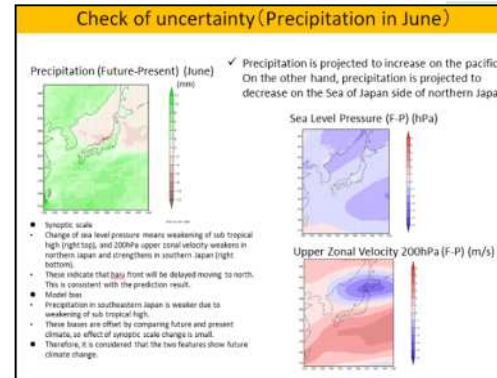 Check of uncertainty（Precipitation in June）
Precipitation (Future-Present) (June)
(mm)
✓ Precipitation is projected to increase on the pacific
On the other hand, precipitation is projected to
decrease on the Sea of Japan side of northern Japa
Sea Level Pressure (F-P) (hPa)
Upper Zonal Velocity 200hPa (F-P) (m/s)
■ Synoptic scale
• Change of sea level pressure means weakening of sub tropical
high (right top), and 200hPa upper zonal velocity weakens in
northern Japan and strengthens in southern Japan (right
bottom).
• These indicate that baiu front will be delayed moving to north.
This is consistent with the prediction result.
■ Model bias
• Precipitation in southeastern Japan is weaker due to
weakening of sub tropical high.
• These biases are offset by comparing future and present
climate, so effect of synoptic scale change is small.
■ Therefore, it is considered that the two features show future
climate change.